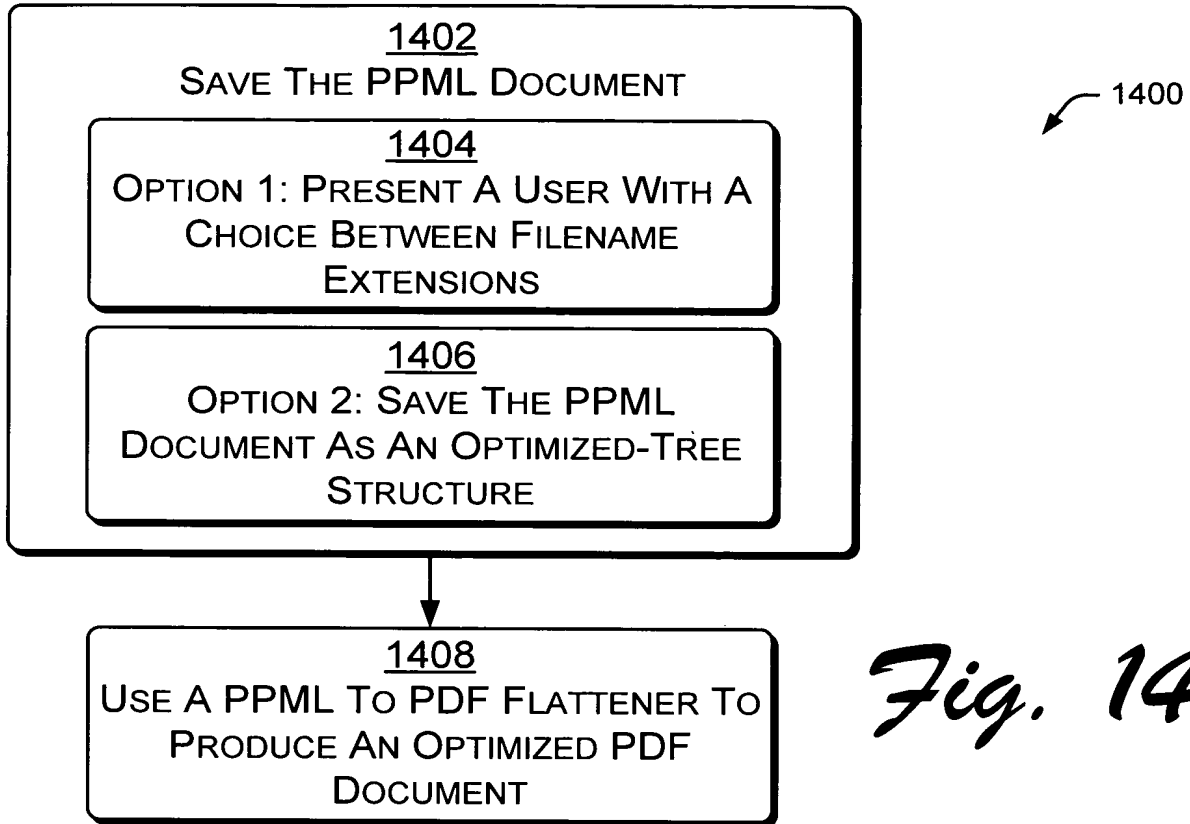 1402
SAVE THE PPML DOCUMENT
1400
1404
OPTION 1: PRESENT A USER WITH A
CHOICE BETWEEN FILENAME
EXTENSIONS
1406
OPTION 2: SAVE THE PPML
DOCUMENT AS AN OPTIMIZED-TREE
STRUCTURE
1408
USE A PPML TO PDF FLATTENER TO
PRODUCE AN OPTIMIZED PDF
DOCUMENT
Fig. 14